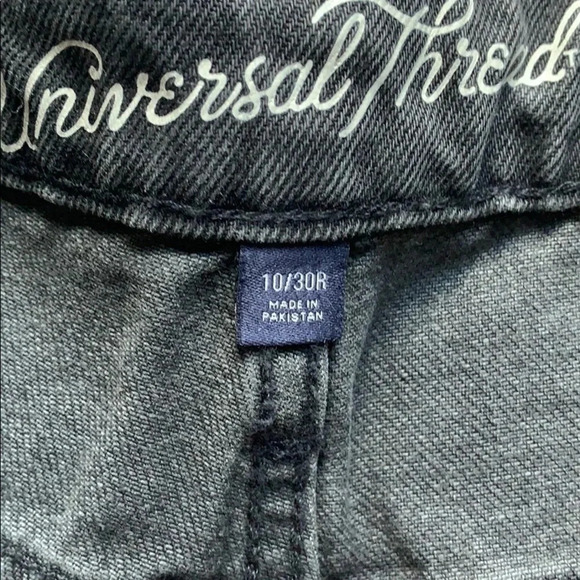 Universal Thread
10/30R
MADE IN
PAKISTAN